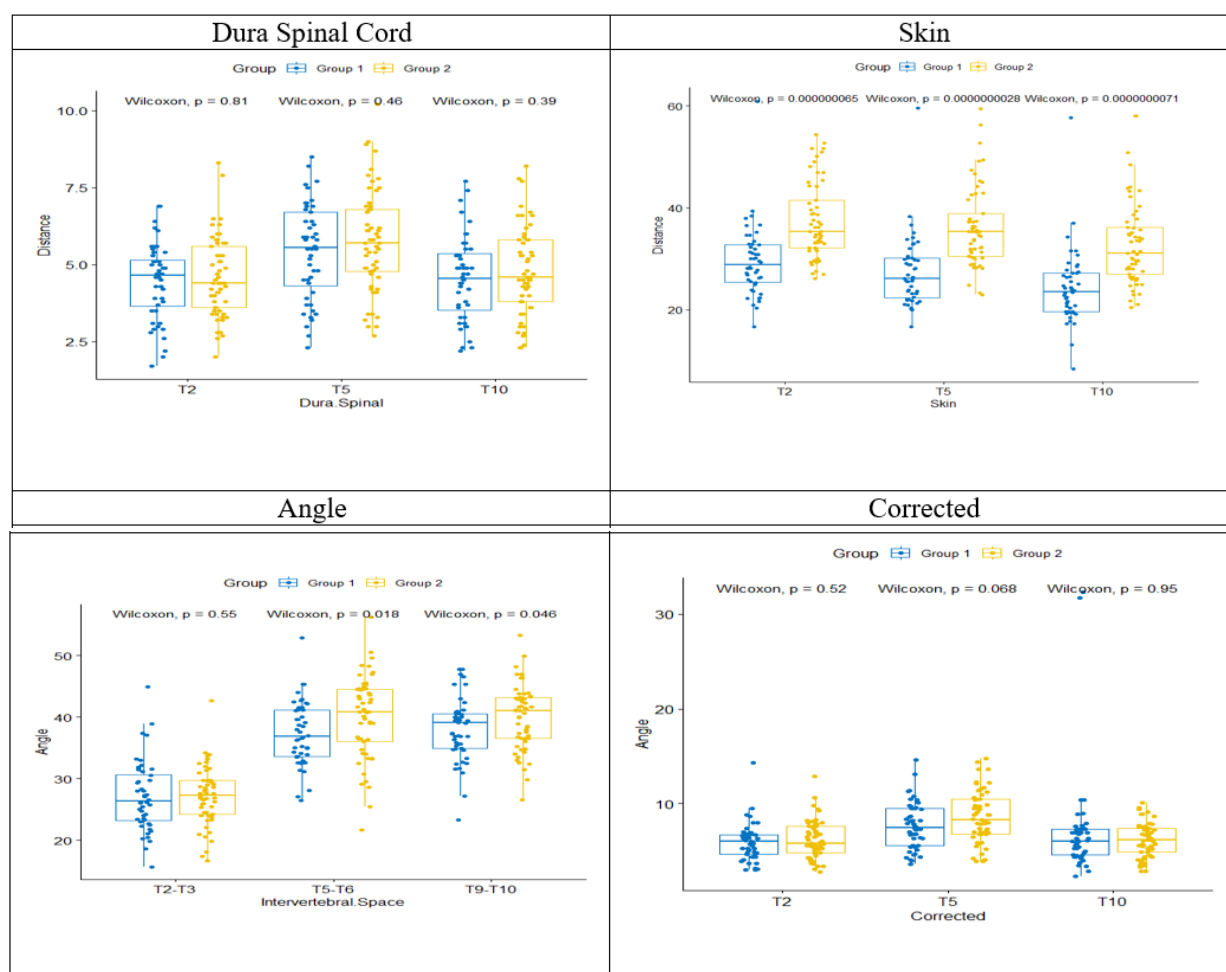 Dura Spinal Cord
Group Group 1 Group 2
Wilcoxon, p = 0.81 Wilcoxon, p = 0.46 Wilcoxon, p = 0.39
10.0
7.5
5.0
2.5
Distance
T2 T5 T10
Dura.Spinal
Skin
Group Group 1 Group 2
Wilcoxon, p = 0.000000065 Wilcoxon, p = 0.0000000028 Wilcoxon, p = 0.0000000071
60
40
20
Distance
T2 T5 T10
Skin
Angle
Group Group 1 Group 2
Wilcoxon, p = 0.55 Wilcoxon, p = 0.018 Wilcoxon, p = 0.046
50
40
30
20
Angle
T2-T3 T5-T6 T9-T10
Intervertebral.Space
Corrected
Group Group 1 Group 2
Wilcoxon, p = 0.52 Wilcoxon, p = 0.068 Wilcoxon, p = 0.95
30
20
10
Angle
T2 T5 T10
Corrected